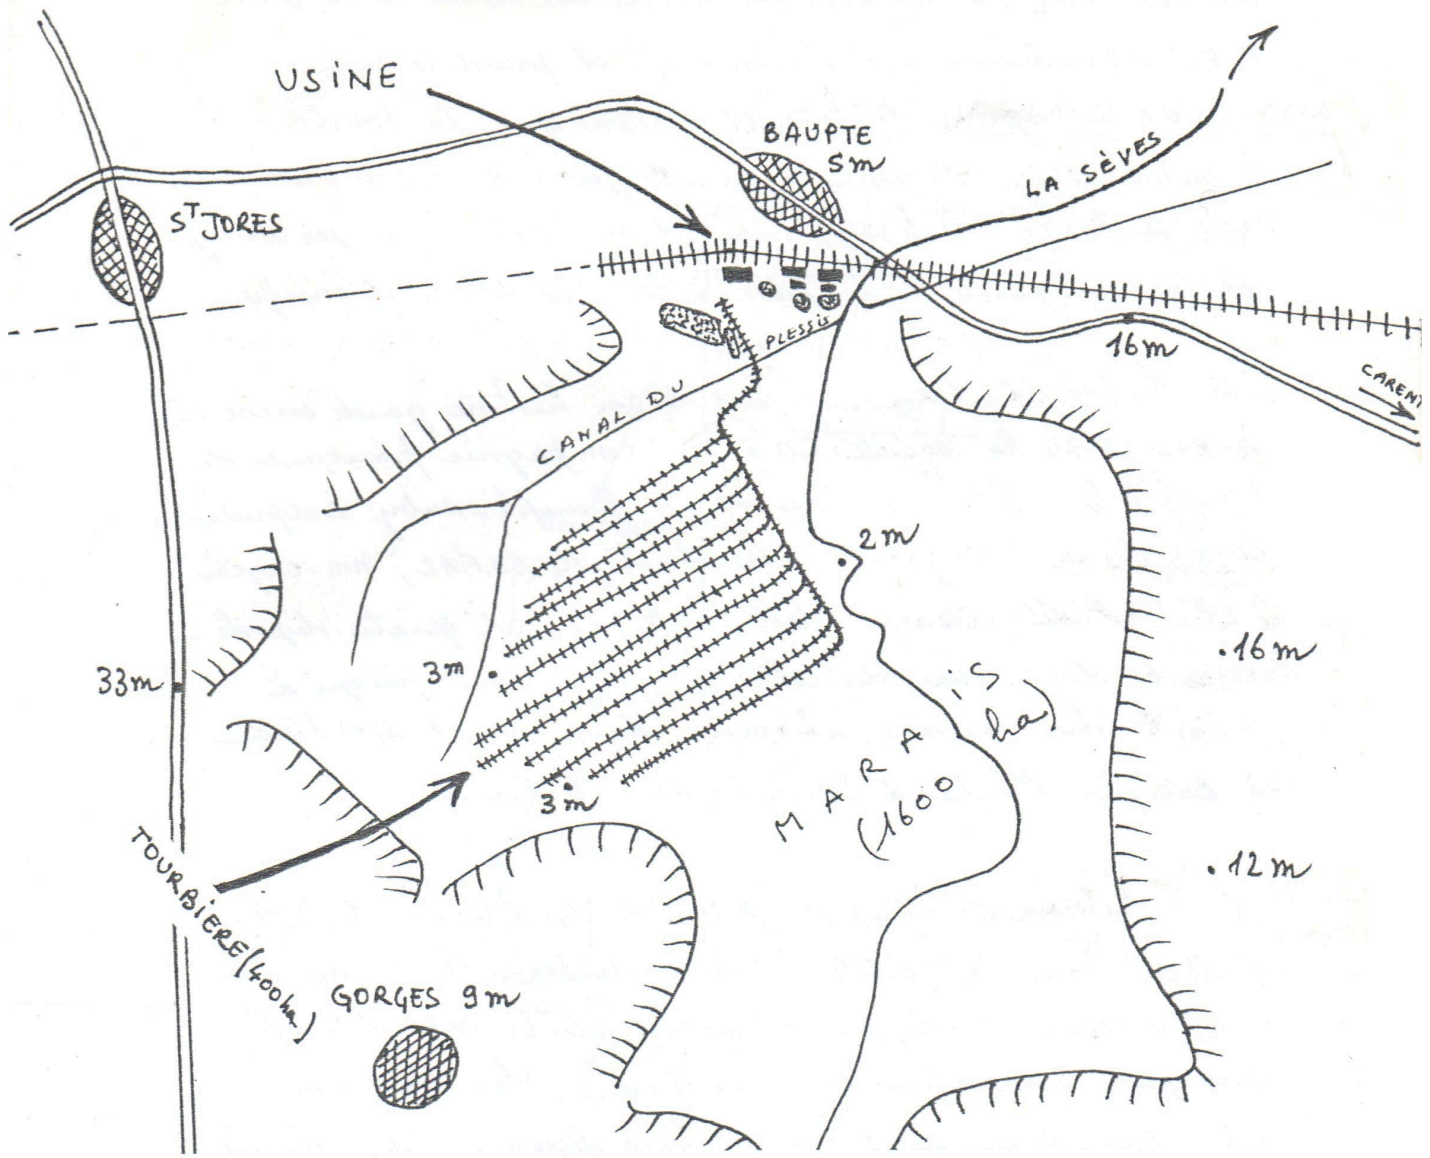 USINE
BAUPTE
5m
LA SÈVES
ST JORES
PLESSIS
16m
CAREN
CANAL DU
2m
16m
3m
33m
MARAIS
(1600 ha)
3m
12m
TOURBIERE (400 ha)
GORGES 9m